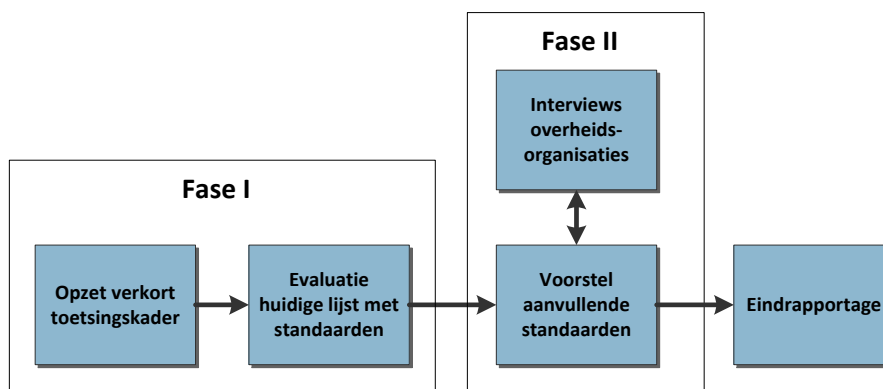 Fase I
Opzet verkort
toetsingskader
Evaluatie
huidige lijst met
standaarden
Fase II
Interviews
overheids-
organisaties
Voorstel
aanvullende
standaarden
Eindrapportage